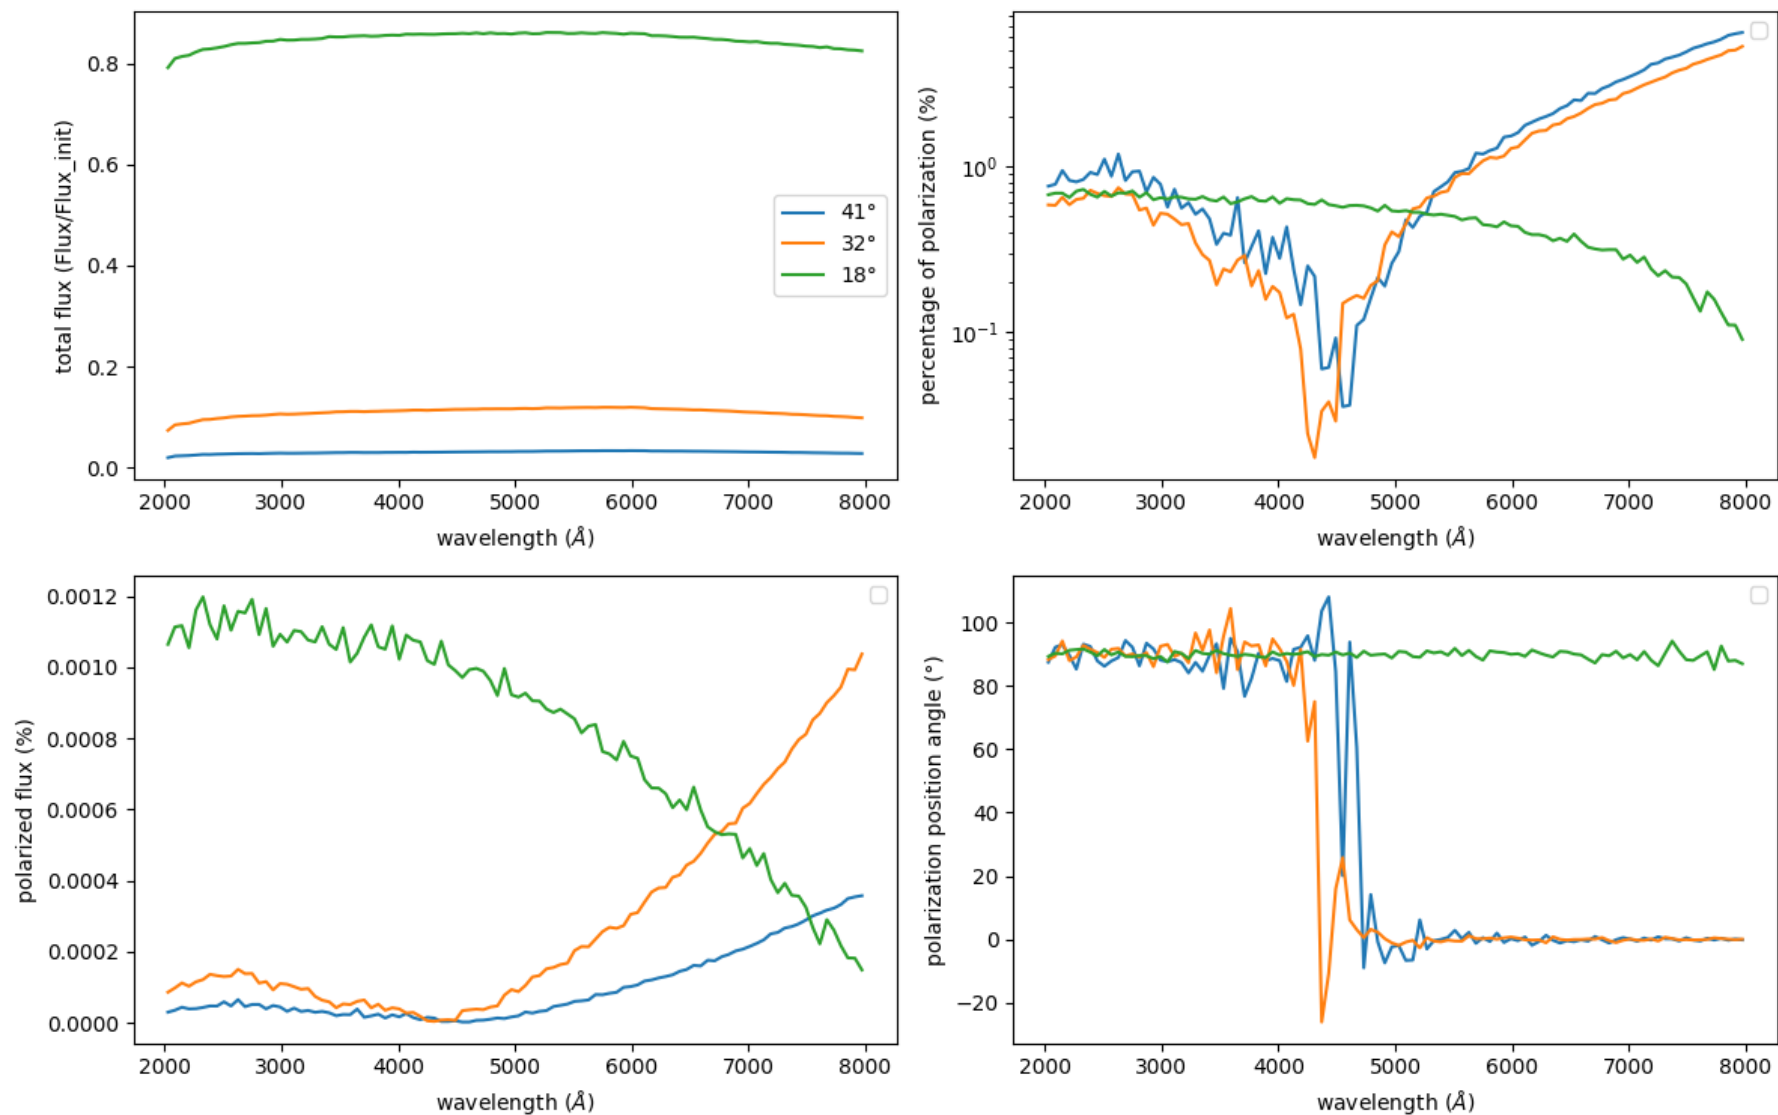 total flux (Flux/Flux_init)
0.8
0.6
0.4
0.2
0.0
41°
32°
18°
2000 3000 4000 5000 6000 7000 8000
wavelength (Å)
percentage of polarization (%)
10⁰
10⁻¹
2000 3000 4000 5000 6000 7000 8000
wavelength (Å)
polarized flux (%)
0.0012
0.0010
0.0008
0.0006
0.0004
0.0002
0.0000
2000 3000 4000 5000 6000 7000 8000
wavelength (Å)
polarization position angle (°)
100
80
60
40
20
0
−20
2000 3000 4000 5000 6000 7000 8000
wavelength (Å)